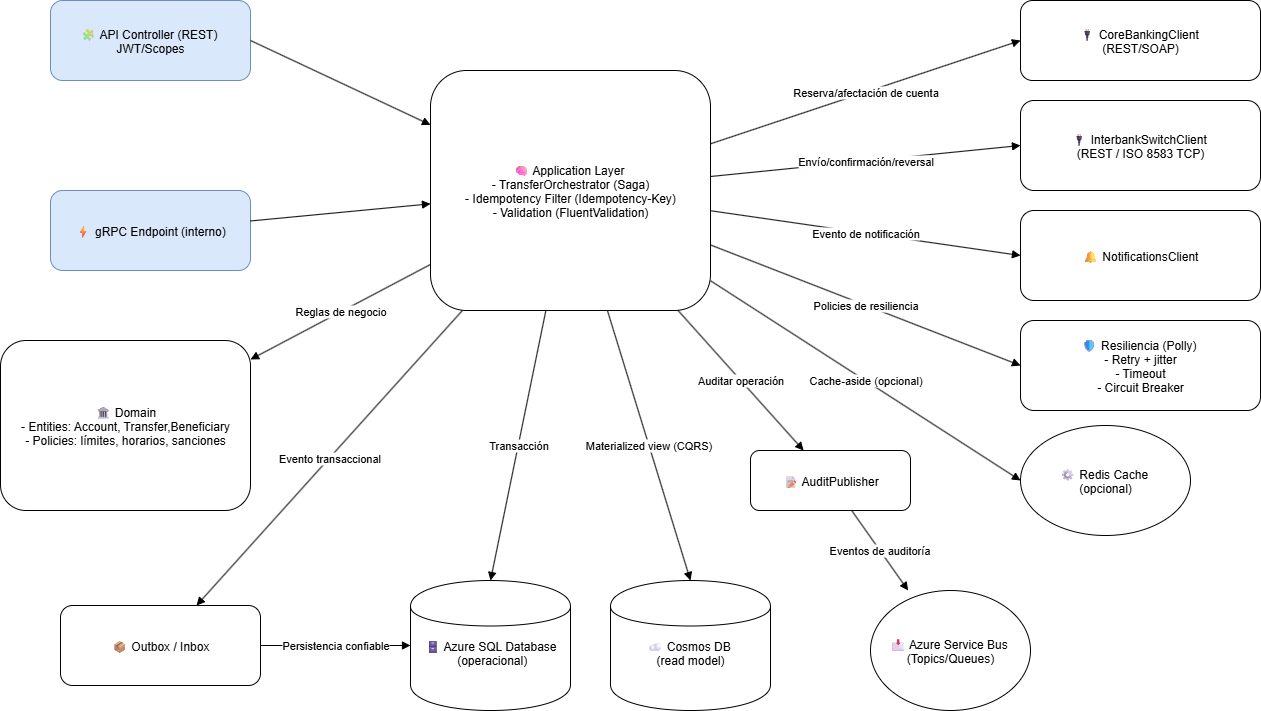 API Controller (REST)
JWT/Scopes
CoreBankingClient
(REST/SOAP)
Reserva/afectación de cuenta
InterbankSwitchClient
(REST / ISO 8583 TCP)
Envío/confirmación/reversal
Application Layer
- TransferOrchestrator (Saga)
- Idempotency Filter (Idempotency-Key)
- Validation (FluentValidation)
gRPC Endpoint (interno)
Evento de notificación
NotificationsClient
Policies de resiliencia
Reglas de negocio
Resiliencia (Polly)
- Retry + jitter
- Timeout
- Circuit Breaker
Auditar operación
Cache-aside (opcional)
Domain
- Entities: Account, Transfer,Beneficiary
- Policies: límites, horarios, sanciones
Evento transaccional
Transacción
Materialized view (CQRS)
AuditPublisher
Redis Cache
(opcional)
Eventos de auditoría
Outbox / Inbox
Persistencia confiable
Azure SQL Database
(operacional)
Cosmos DB
(read model)
Azure Service Bus
(Topics/Queues)